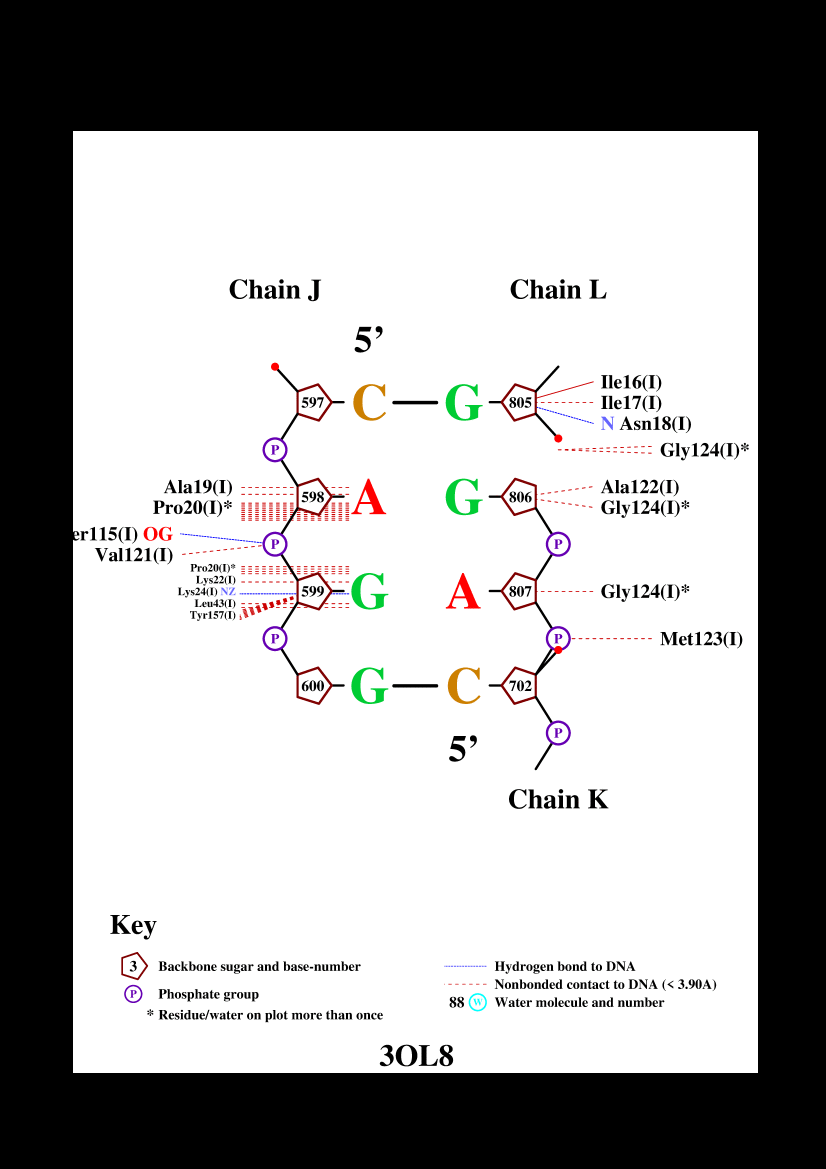 Chain J
Chain L
5’
597 C G 805
Ile16(I)
Ile17(I)
N Asn18(I)
P
Gly124(I)*
Ala19(I)
Pro20(I)*
598 A G 806
Ala122(I)
Gly124(I)*
er115(I) OG
Val121(I)
P
P
Pro20(I)*
Lys22(I)
Lys24(I) NZ
Leu43(I)
Tyr157(I)
599 G A 807
Gly124(I)*
P
P
Met123(I)
600 G C 702
P
5’
Chain K
Key
3 Backbone sugar and base-number
P Phosphate group
* Residue/water on plot more than once
Hydrogen bond to DNA
Nonbonded contact to DNA (< 3.90A)
88 W Water molecule and number
3OL8